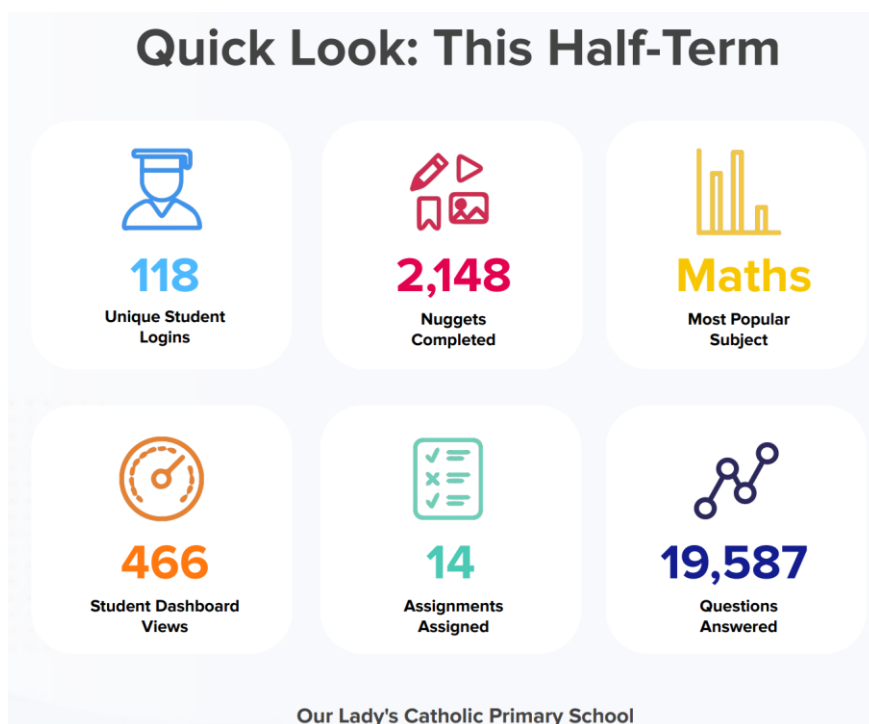 Quick Look: This Half-Term
118
Unique Student
Logins
2,148
Nuggets
Completed
Maths
Most Popular
Subject
466
Student Dashboard
Views
14
Assignments
Assigned
19,587
Questions
Answered
Our Lady's Catholic Primary School